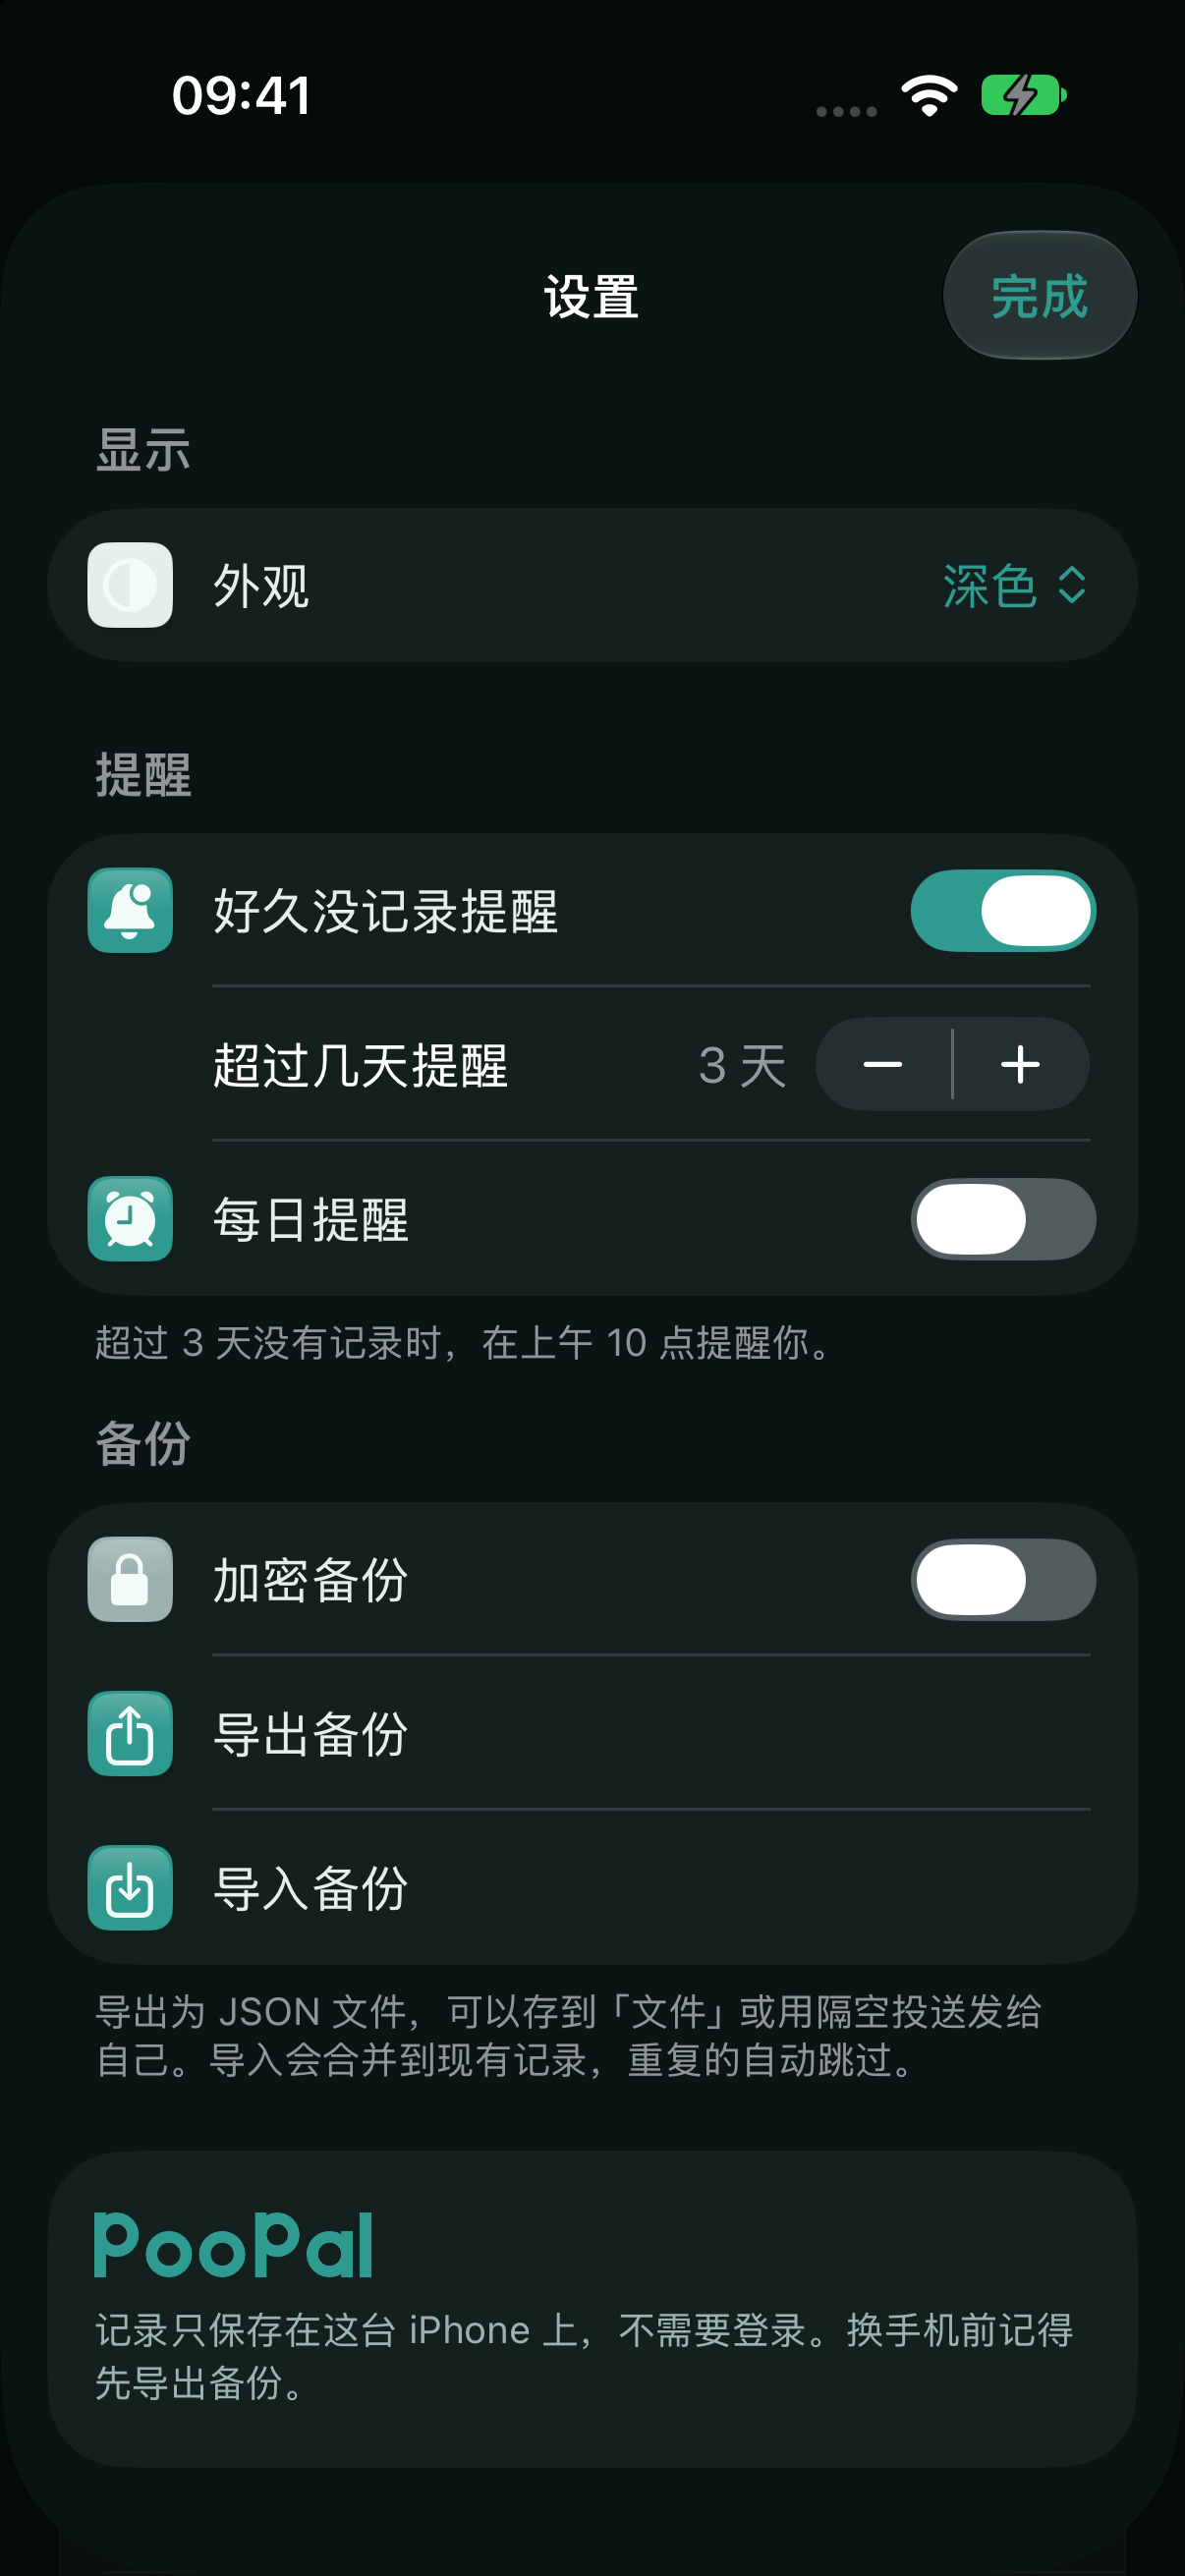 09:41
设置
完成
显示
外观
深色
提醒
好久没记录提醒
超过几天提醒
3 天
每日提醒
超过 3 天没有记录时，在上午 10 点提醒你。
备份
加密备份
导出备份
导入备份
导出为 JSON 文件，可以存到「文件」或用隔空投送发给
自己。导入会合并到现有记录，重复的自动跳过。
PooPal
记录只保存在这台 iPhone 上，不需要登录。换手机前记得
先导出备份。